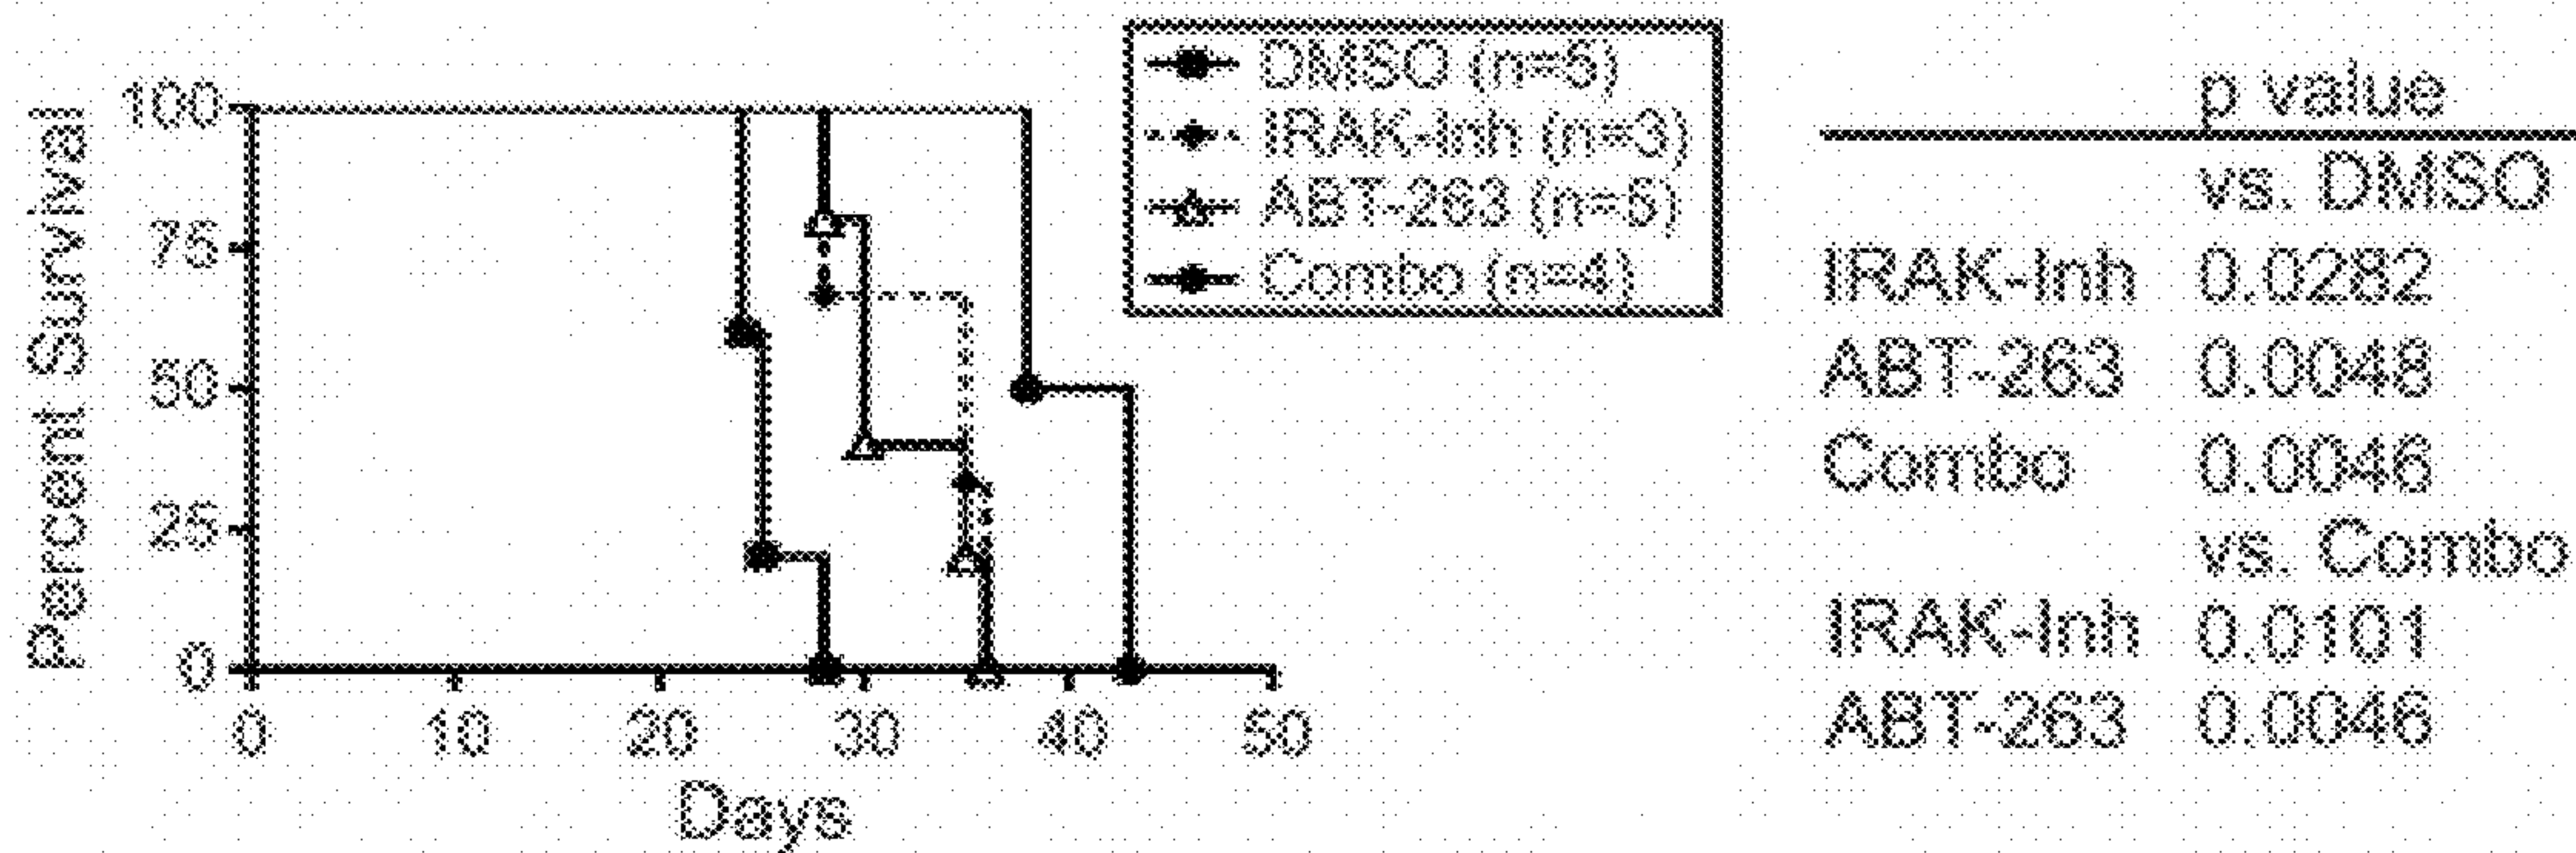 Percent Survival
100
75
50
25
0
0 10 20 30 40 50
Days
DMSO (n=5)
IRAK-Inh (n=3)
ABT-263 (n=5)
Combo (n=4)
p value
vs. DMSO
IRAK-Inh 0.0282
ABT-263 0.0048
Combo 0.0046
vs. Combo
IRAK-Inh 0.0101
ABT-263 0.0046